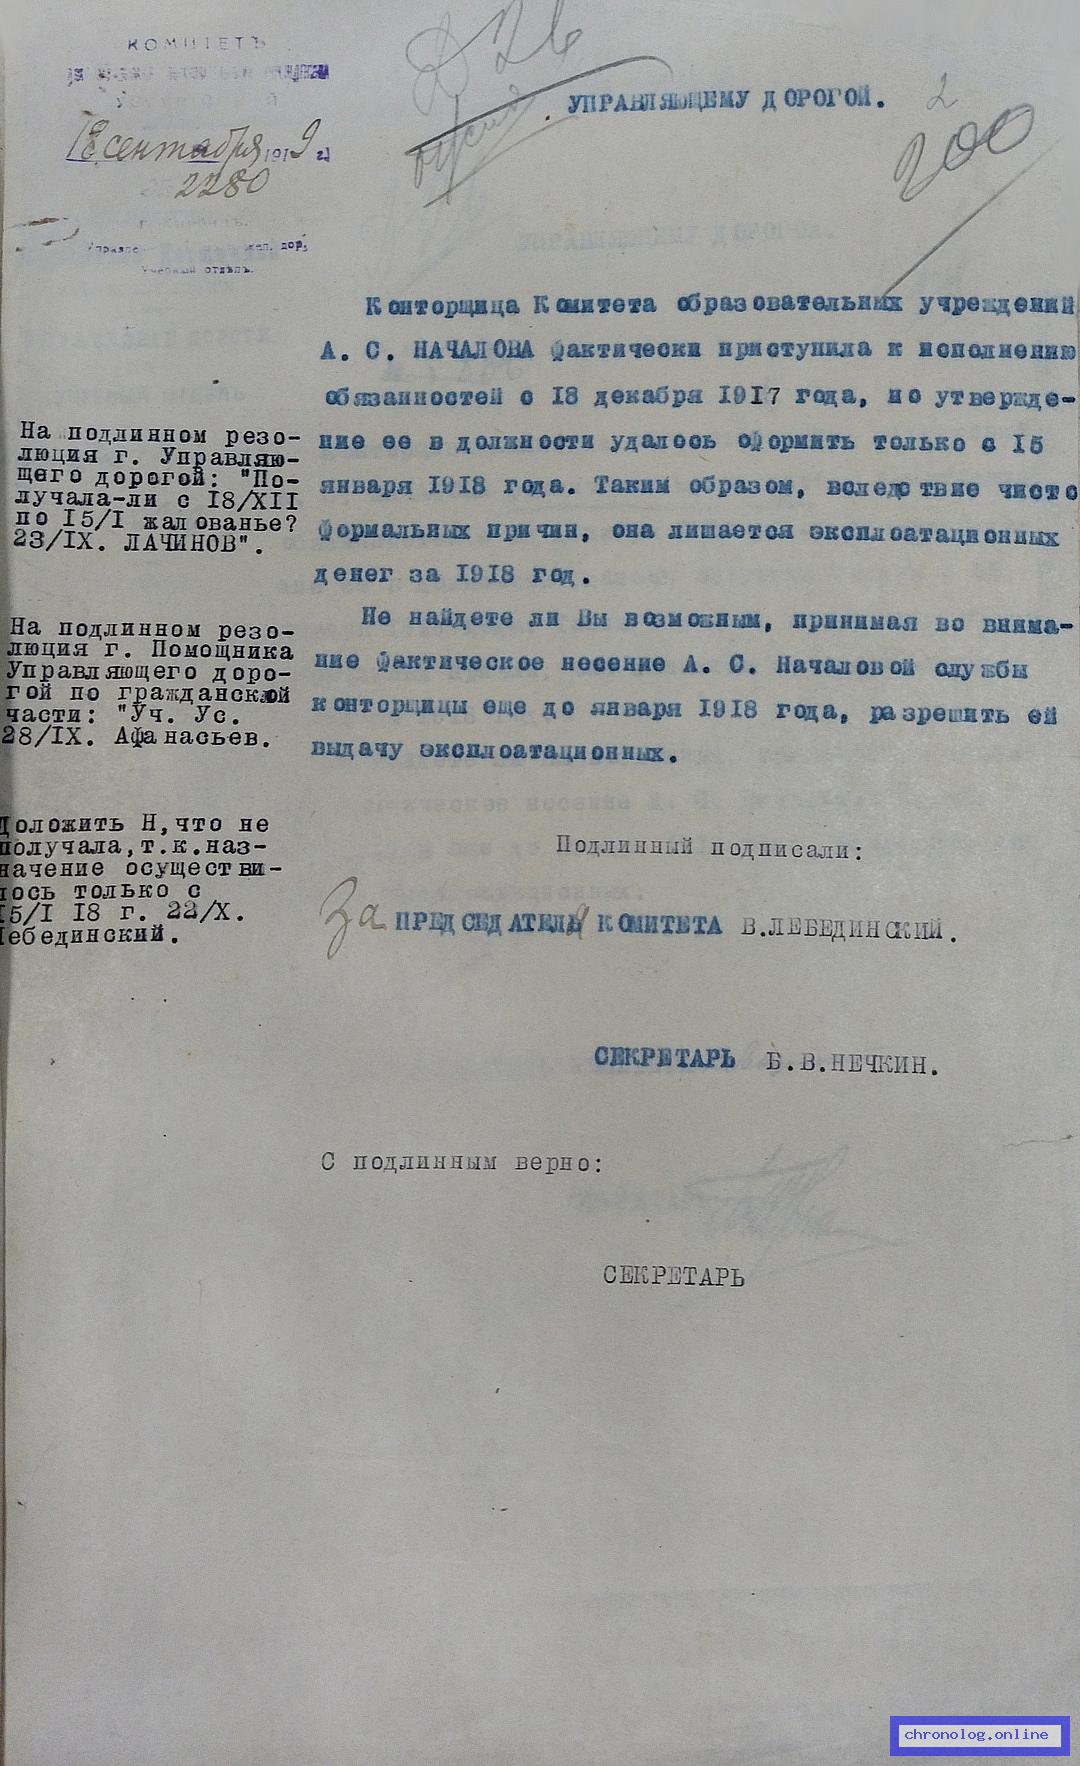 КОМИТЕТЪ
18 сентября 1919 г.
2280
Управле жел. дор.
Учебный отдѣлъ.
УПРАВЛЯЮЩЕМУ ДОРОГОЙ.
2
200
Конторщица Комитета образовательных учреждений
А. С. НАЧАЛОВА фактически приступила к исполнению
обязанностей с 18 декабря 1917 года, но утвержде-
ние ее в должности удалось оформить только с 15
января 1918 года. Таким образом, вследствие чисто
формальных причин, она лишается эксплоатационных
денег за 1918 год.
Не найдете ли Вы возможным, принимая во внима-
ние фактическое несение А. С. Началовой службы
конторщицы еще до января 1918 года, разрешить ей
выдачу эксплоатационных.
На подлинном резо-
люция г. Управляю-
щего дорогой: "По-
лучала-ли с 18/XII
по 15/I жалованье?
23/IX. ЛАЧИНОВ".
На подлинном резо-
люция г. Помощника
Управляющего доро-
гой по гражданской
части: "Уч. Ус.
28/IX. Афанасьев.
Доложить Н, что не
получала, т.к. наз-
начение осуществи-
лось только с
15/I 18 г. 22/X.
Лебединский.
Подлинный подписали:
За ПРЕДСЕДАТЕЛЯ КОМИТЕТА В.ЛЕБЕДИНСКИЙ.
СЕКРЕТАРЬ Б.В.НЕЧКИН.
С подлинным верно:
СЕКРЕТАРЬ
chronolog.online